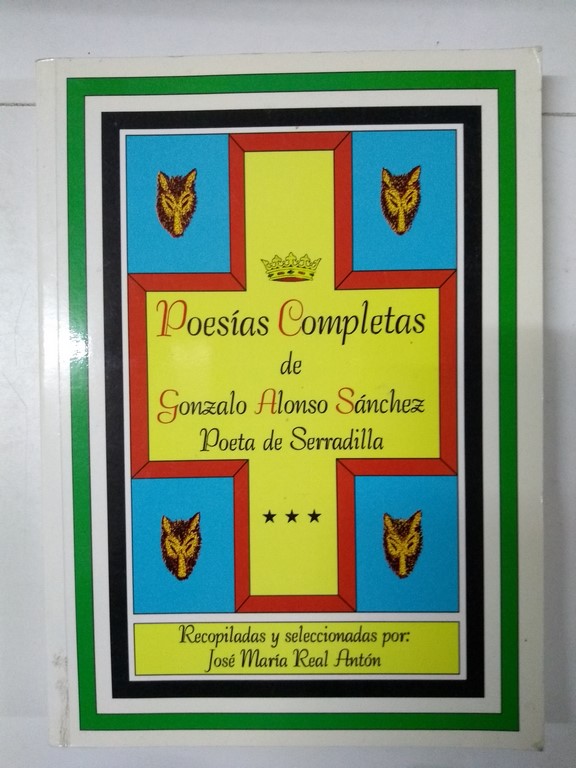 Poesías Completas
de
Gonzalo Alonso Sánchez
Poeta de Serradilla
★ ★ ★
Recopiladas y seleccionadas por:
José María Real Antón